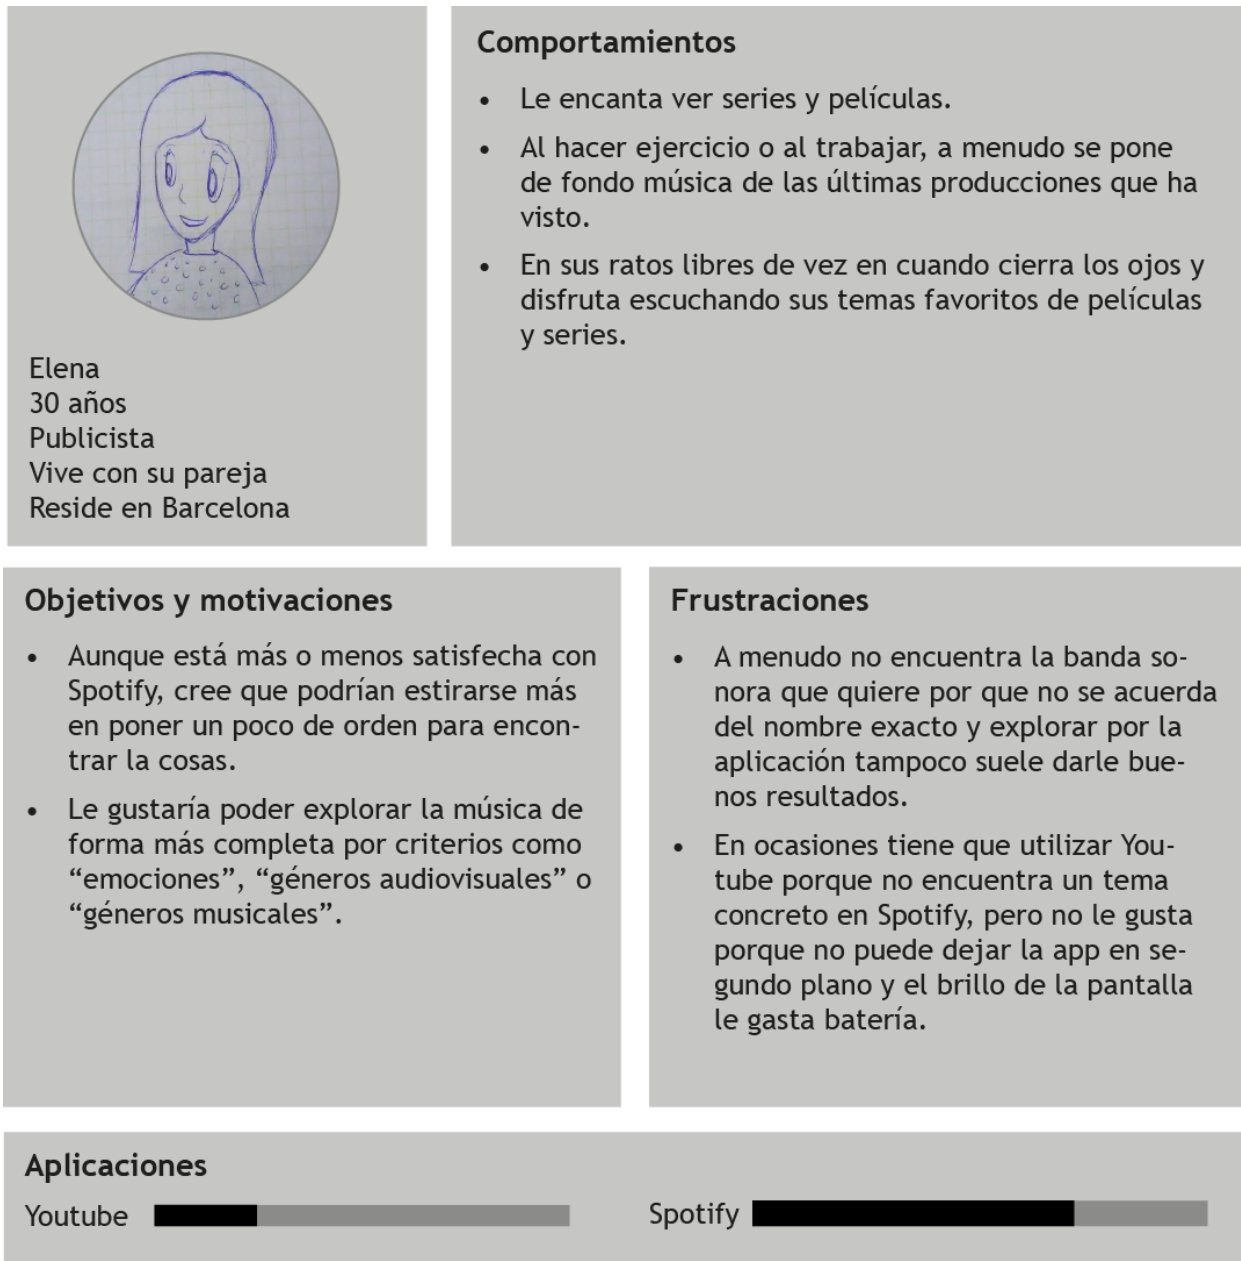 Elena
30 años
Publicista
Vive con su pareja
Reside en Barcelona
Comportamientos
• Le encanta ver series y películas.
• Al hacer ejercicio o al trabajar, a menudo se pone
de fondo música de las últimas producciones que ha
visto.
• En sus ratos libres de vez en cuando cierra los ojos y
disfruta escuchando sus temas favoritos de películas
y series.
Objetivos y motivaciones
• Aunque está más o menos satisfecha con
Spotify, cree que podrían estirarse más
en poner un poco de orden para encon-
trar la cosas.
• Le gustaría poder explorar la música de
forma más completa por criterios como
“emociones”, “géneros audiovisuales” o
“géneros musicales”.
Frustraciones
• A menudo no encuentra la banda so-
nora que quiere por que no se acuerda
del nombre exacto y explorar por la
aplicación tampoco suele darle bue-
nos resultados.
• En ocasiones tiene que utilizar You-
tube porque no encuentra un tema
concreto en Spotify, pero no le gusta
porque no puede dejar la app en se-
gundo plano y el brillo de la pantalla
le gasta batería.
Aplicaciones
Youtube
Spotify